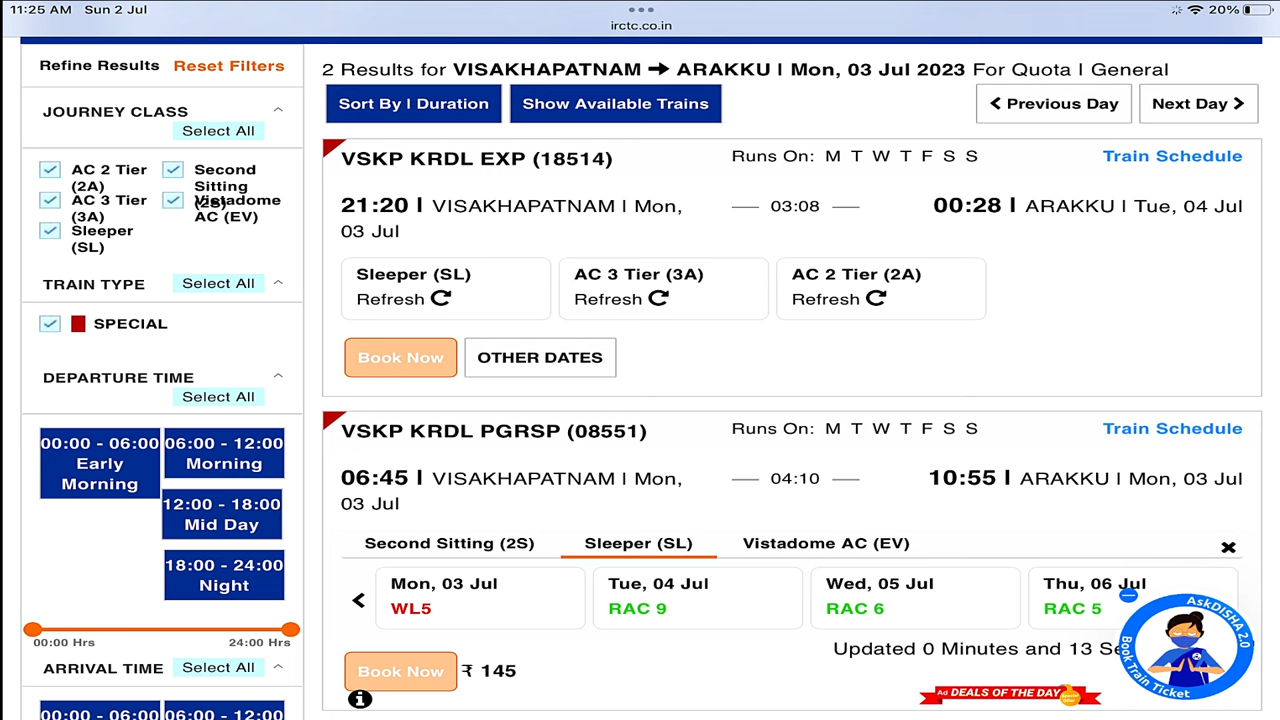 11:25 AM Sun 2 Jul
20%
irctc.co.in
Refine Results Reset Filters
JOURNEY CLASS
Select All
AC 2 Tier (2A)
Second Sitting (2S)
AC 3 Tier (3A)
Vistadome AC (EV)
Sleeper (SL)
TRAIN TYPE Select All
SPECIAL
DEPARTURE TIME
Select All
00:00 - 06:00
Early
Morning
06:00 - 12:00
Morning
12:00 - 18:00
Mid Day
18:00 - 24:00
Night
00:00 Hrs 24:00 Hrs
ARRIVAL TIME Select All
00:00 - 06:00 06:00 - 12:00
2 Results for VISAKHAPATNAM ➔ ARAKKU | Mon, 03 Jul 2023 For Quota | General
Sort By | Duration Show Available Trains
Previous Day Next Day
VSKP KRDL EXP (18514) Runs On: M T W T F S S Train Schedule
21:20 | VISAKHAPATNAM | Mon, — 03:08 — 00:28 | ARAKKU | Tue, 04 Jul
03 Jul
Sleeper (SL) AC 3 Tier (3A) AC 2 Tier (2A)
Refresh Refresh Refresh
Book Now OTHER DATES
VSKP KRDL PGRSP (08551) Runs On: M T W T F S S Train Schedule
06:45 | VISAKHAPATNAM | Mon, — 04:10 — 10:55 | ARAKKU | Mon, 03 Jul
03 Jul
Second Sitting (2S) Sleeper (SL) Vistadome AC (EV)
Mon, 03 Jul Tue, 04 Jul Wed, 05 Jul Thu, 06 Jul
WL5 RAC 9 RAC 6 RAC 5
Updated 0 Minutes and 13 Se
Book Now ₹ 145
Ad DEALS OF THE DAY Special Offer
AskDISHA 2.0
Book Train Ticket